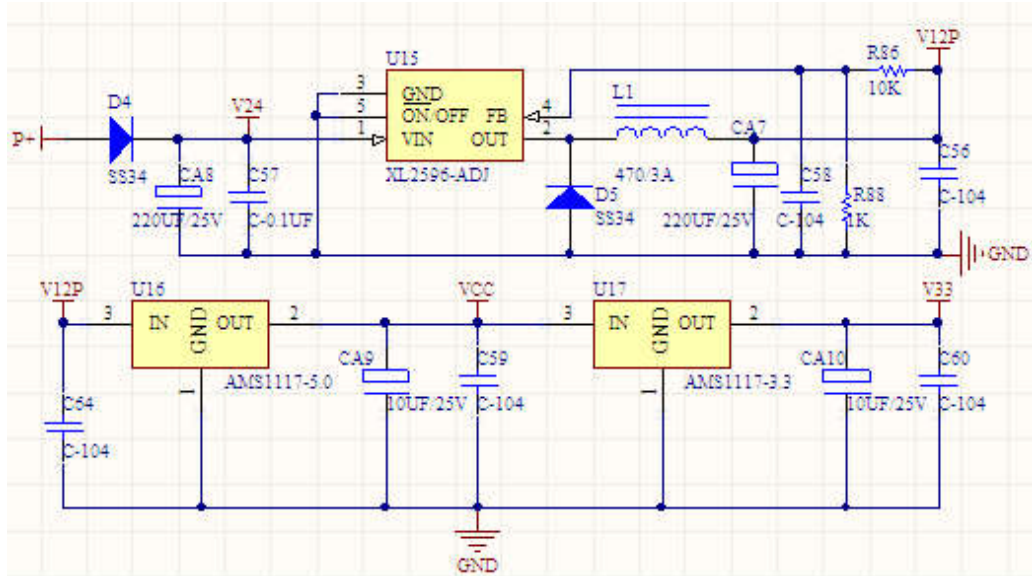 V12P
R86
10K
U15
3
GND
5
ON/OFF
FB
4
1
VIN
OUT
2
XL2596-ADJ
D4
P+
SS34
V24
CA8
C57
220UF/25V
C-0.1UF
L1
470/3A
D5
SS34
CA7
220UF/25V
C58
C-104
R88
1K
C56
C-104
GND
V12P
U16
3
IN
GND
OUT
2
1
AMS1117-5.0
C64
C-104
VCC
CA9
10UF/25V
C59
C-104
U17
3
IN
GND
OUT
2
1
AMS1117-3.3
V33
CA10
10UF/25V
C60
C-104
GND